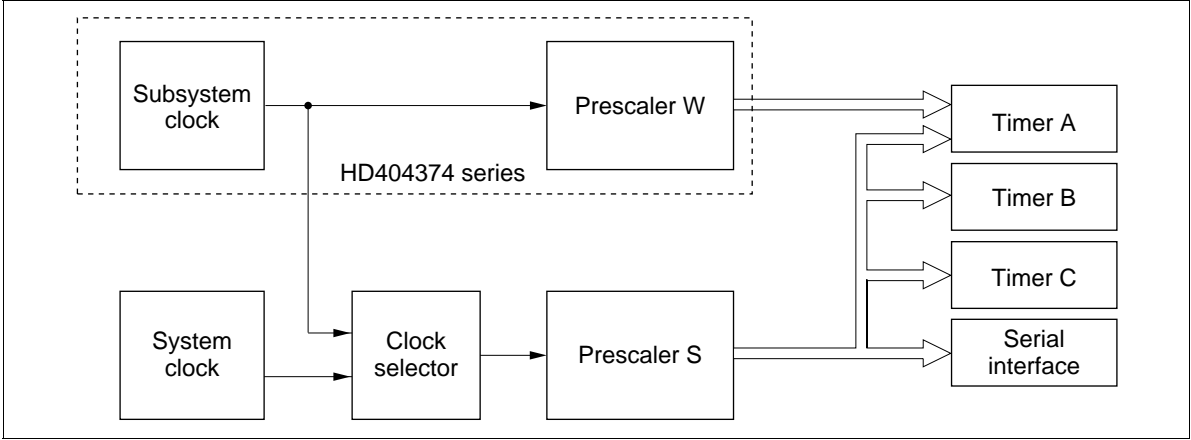 Subsystem
clock
Prescaler W
HD404374 series
Timer A
Timer B
Timer C
Serial
interface
System
clock
Clock
selector
Prescaler S